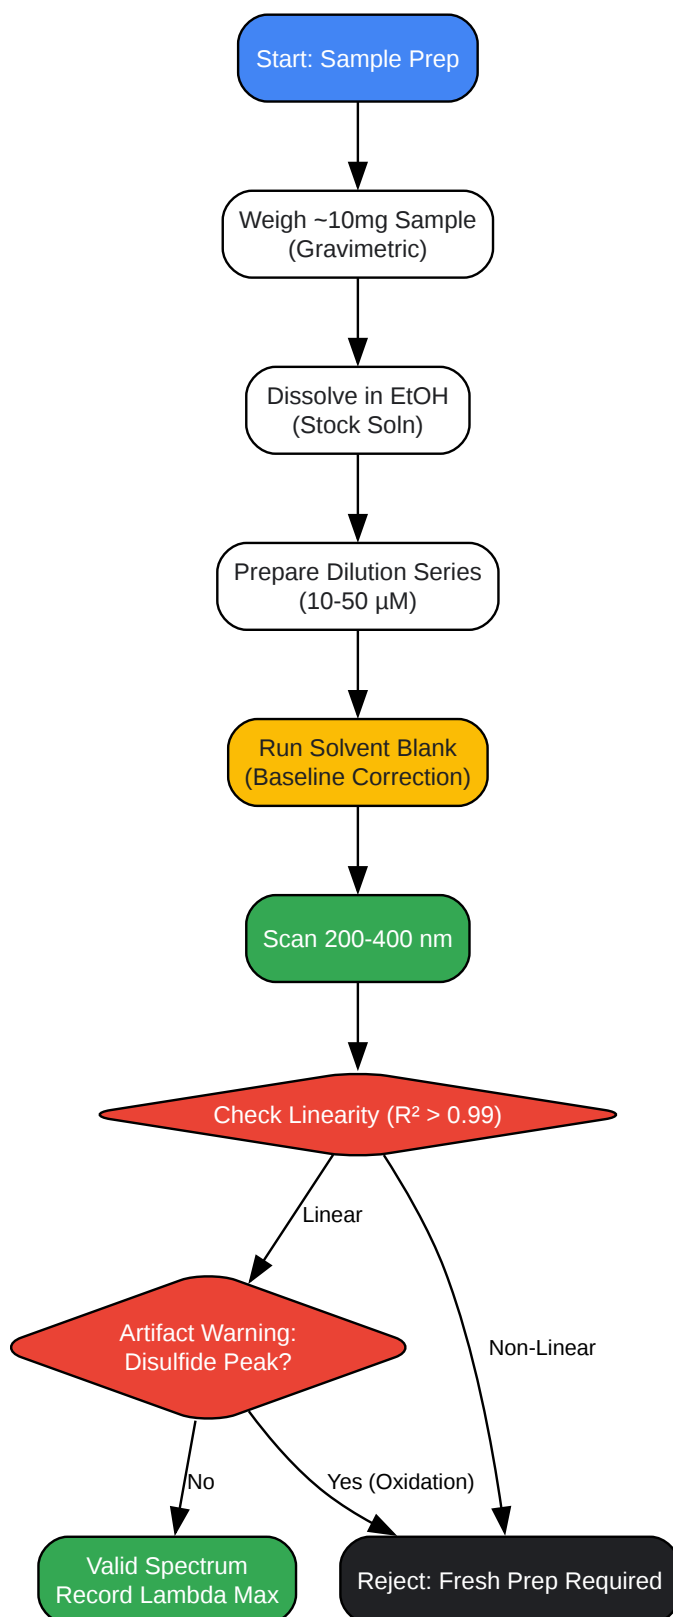 Start: Sample Prep
Weigh ~10mg Sample
(Gravimetric)
Dissolve in EtOH
(Stock Soln)
Prepare Dilution Series
(10-50 µM)
Run Solvent Blank
(Baseline Correction)
Scan 200-400 nm
Check Linearity (R² > 0.99)
Linear
Artifact Warning:
Disulfide Peak?
Non-Linear
No
Yes (Oxidation)
Valid Spectrum
Record Lambda Max
Reject: Fresh Prep Required